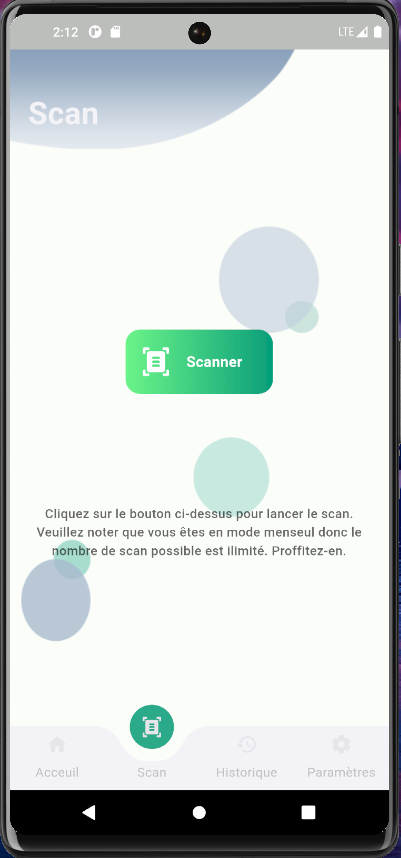 2:12
LTE
Scan
Scanner
Cliquez sur le bouton ci-dessus pour lancer le scan.
Veuillez noter que vous êtes en mode menseul donc le
nombre de scan possible est ilimité. Proffitez-en.
Acceuil
Scan
Historique
Paramètres